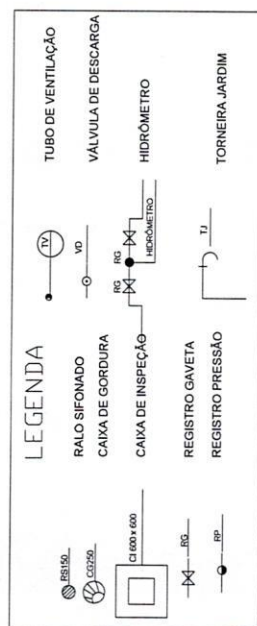 LEGENDA
RS150
RALO SIFONADO
CG250
CAIXA DE GORDURA
CI 600 x 600
CAIXA DE INSPEÇÃO
RG
REGISTRO GAVETA
RP
REGISTRO PRESSÃO
TV
TUBO DE VENTILAÇÃO
VD
VÁLVULA DE DESCARGA
RG
RG
HIDRÔMETRO
HIDRÔMETRO
TJ
TORNEIRA JARDIM